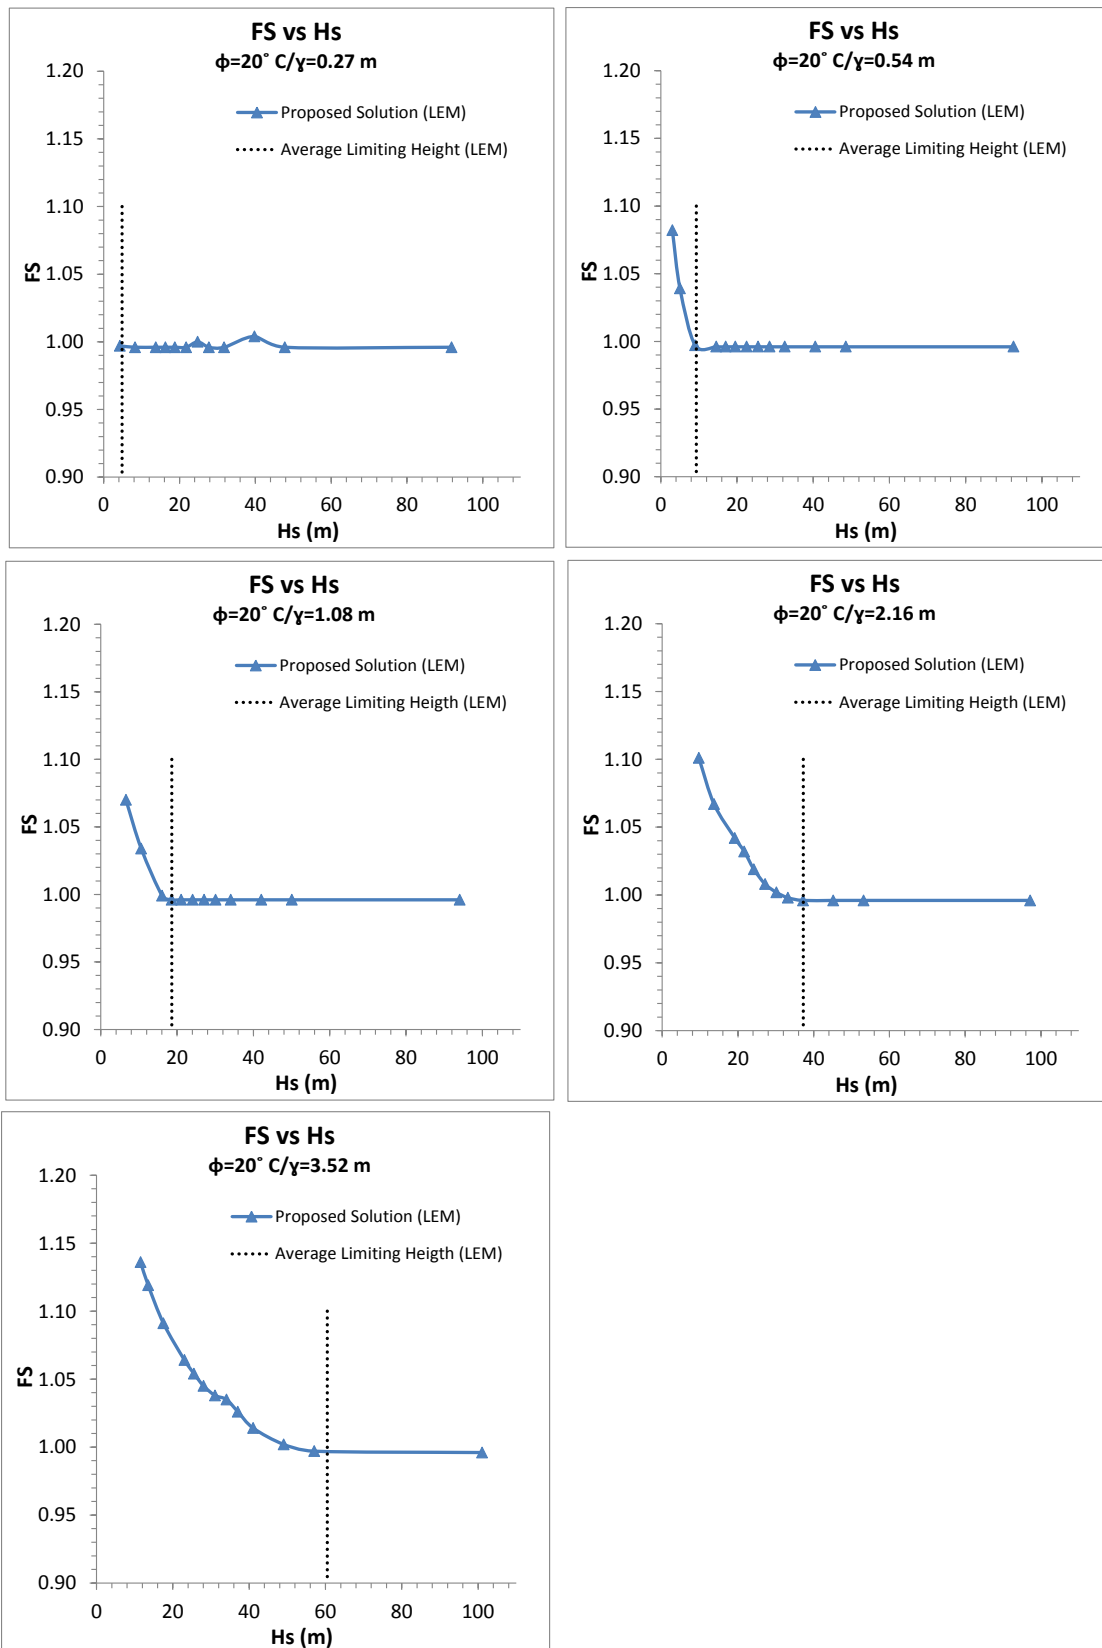 FS vs Hs
ϕ=20˚ C/ɣ=0.27 m
1.20
1.15
1.10
1.05
1.00
0.95
0.90
FS
Proposed Solution (LEM)
Average Limiting Height (LEM)
0 20 40 60 80 100
Hs (m)
FS vs Hs
ϕ=20˚ C/ɣ=0.54 m
1.20
1.15
1.10
1.05
1.00
0.95
0.90
FS
Proposed Solution (LEM)
Average Limiting Height (LEM)
0 20 40 60 80 100
Hs (m)
FS vs Hs
ϕ=20˚ C/ɣ=1.08 m
1.20
1.15
1.10
1.05
1.00
0.95
0.90
FS
Proposed Solution (LEM)
Average Limiting Heigth (LEM)
0 20 40 60 80 100
Hs (m)
FS vs Hs
ϕ=20˚ C/ɣ=2.16 m
1.20
1.15
1.10
1.05
1.00
0.95
0.90
FS
Proposed Solution (LEM)
Average Limiting Heigth (LEM)
0 20 40 60 80 100
Hs (m)
FS vs Hs
ϕ=20˚ C/ɣ=3.52 m
1.20
1.15
1.10
1.05
1.00
0.95
0.90
FS
Proposed Solution (LEM)
Average Limiting Heigth (LEM)
0 20 40 60 80 100
Hs (m)